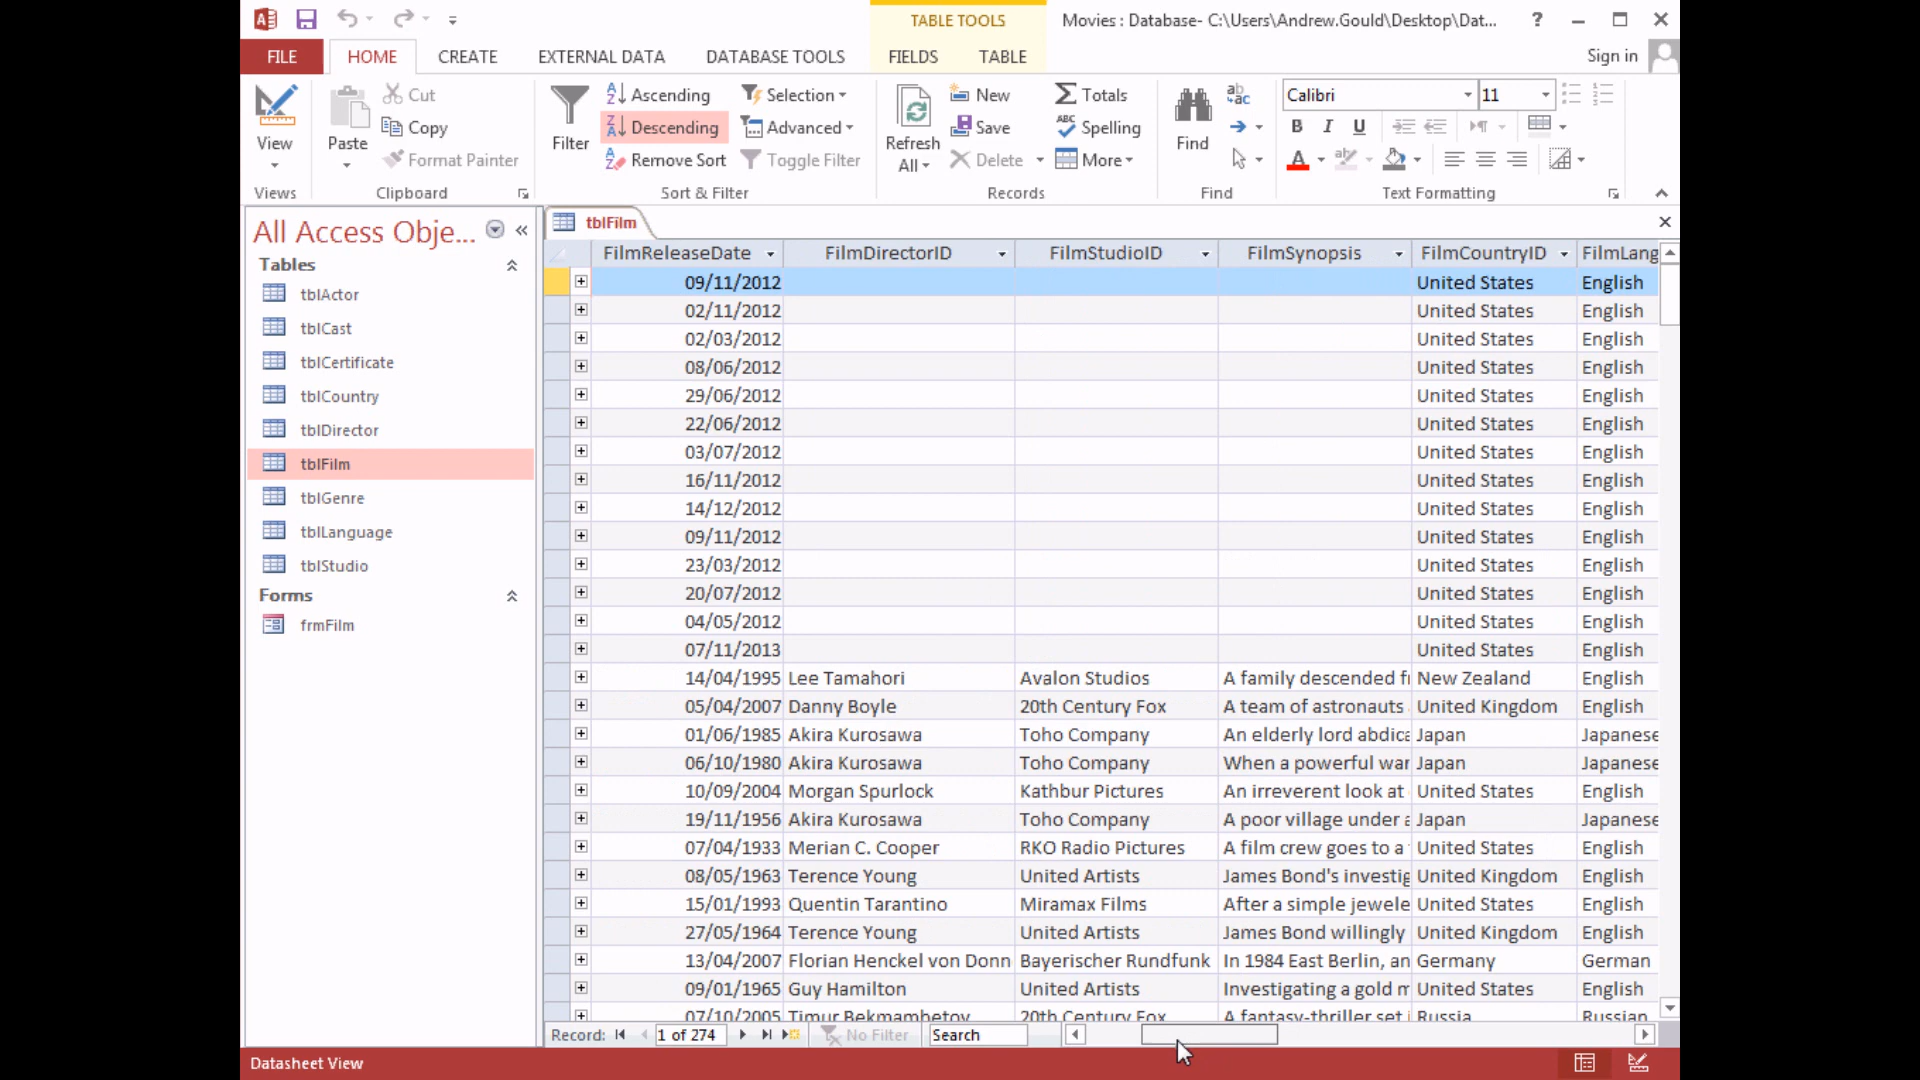 TABLE TOOLS
Movies : Database- C:\Users\Andrew.Gould\Desktop\Dat...
?
FILE HOME CREATE EXTERNAL DATA DATABASE TOOLS FIELDS TABLE Sign in
View
Views
Paste
Cut
Copy
Format Painter
Clipboard
Filter
Ascending
Descending
Remove Sort
Selection
Advanced
Toggle Filter
Sort & Filter
Refresh
All
New
Save
Delete
Totals
Spelling
More
Records
Find
Find
Calibri 11
B I U
Text Formatting
All Access Obje...
Tables
tblActor
tblCast
tblCertificate
tblCountry
tblDirector
tblFilm
tblGenre
tblLanguage
tblStudio
Forms
frmFilm
tblFilm
FilmReleaseDate FilmDirectorID FilmStudioID FilmSynopsis FilmCountryID FilmLang
09/11/2012 United States English
02/11/2012 United States English
02/03/2012 United States English
08/06/2012 United States English
29/06/2012 United States English
22/06/2012 United States English
03/07/2012 United States English
16/11/2012 United States English
14/12/2012 United States English
09/11/2012 United States English
23/03/2012 United States English
20/07/2012 United States English
04/05/2012 United States English
07/11/2013 United States English
14/04/1995 Lee Tamahori Avalon Studios A family descended fr New Zealand English
05/04/2007 Danny Boyle 20th Century Fox A team of astronauts United Kingdom English
01/06/1985 Akira Kurosawa Toho Company An elderly lord abdica Japan Japanese
06/10/1980 Akira Kurosawa Toho Company When a powerful war Japan Japanese
10/09/2004 Morgan Spurlock Kathbur Pictures An irreverent look at United States English
19/11/1956 Akira Kurosawa Toho Company A poor village under a Japan Japanese
07/04/1933 Merian C. Cooper RKO Radio Pictures A film crew goes to a United States English
08/05/1963 Terence Young United Artists James Bond's investig United Kingdom English
15/01/1993 Quentin Tarantino Miramax Films After a simple jewele United States English
27/05/1964 Terence Young United Artists James Bond willingly United Kingdom English
13/04/2007 Florian Henckel von Donn Bayerischer Rundfunk In 1984 East Berlin, an Germany German
09/01/1965 Guy Hamilton United Artists Investigating a gold m United States English
07/10/2005 Timur Bekmambetov 20th Century Fox A fantasy-thriller set i Russia Russian
Record: 1 of 274 No Filter Search
Datasheet View